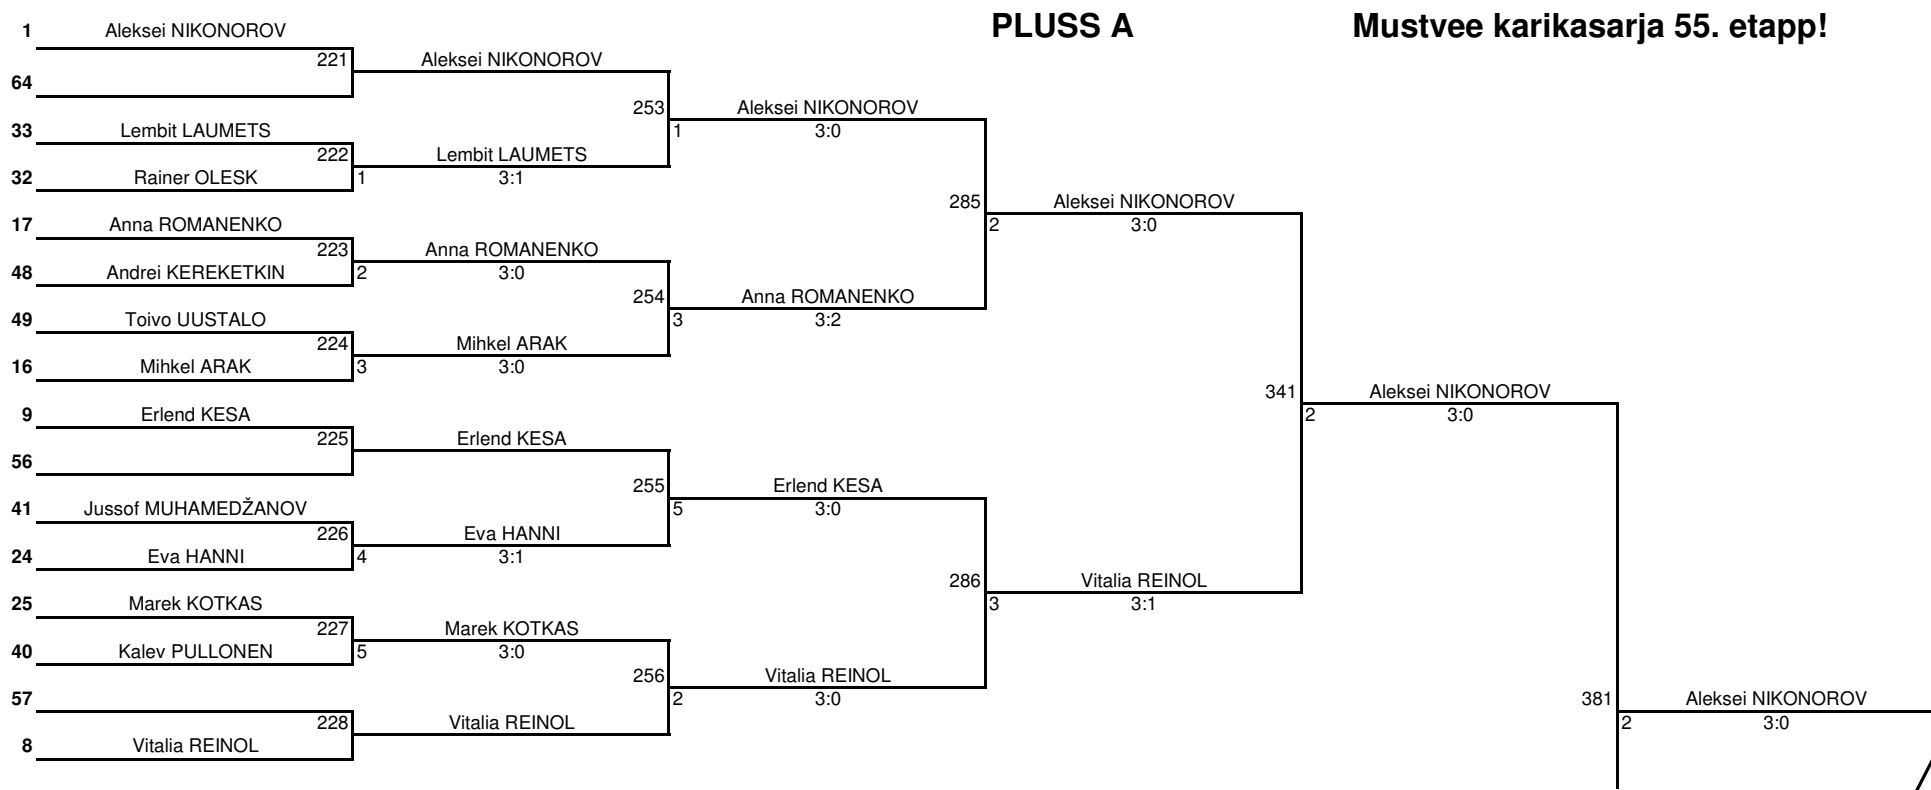 PLUSS A Mustvee karikasarja 55. etapp!
1 Aleksei NIKONOROV
221 Aleksei NIKONOROV
64
253 Aleksei NIKONOROV
33 Lembit LAUMETS
1 3:0
222 Lembit LAUMETS
32 Rainer OLESK 1 3:1
285 Aleksei NIKONOROV
17 Anna ROMANENKO
2 3:0
223 Anna ROMANENKO
48 Andrei KEREKETKIN 2 3:0
254 Anna ROMANENKO
49 Toivo UUSTALO
3 3:2
224 Mihkel ARAK
16 Mihkel ARAK 3 3:0
341 Aleksei NIKONOROV
9 Erlend KESA
2 3:0
225 Erlend KESA
56
255 Erlend KESA
41 Jussof MUHAMEDŽANOV
5 3:0
226 Eva HANNI
24 Eva HANNI 4 3:1
286 Vitalia REINOL
25 Marek KOTKAS
3 3:1
227 Marek KOTKAS
40 Kalev PULLONEN 5 3:0
256 Vitalia REINOL
57
2 3:0
381 Aleksei NIKONOROV
228 Vitalia REINOL
2 3:0
8 Vitalia REINOL